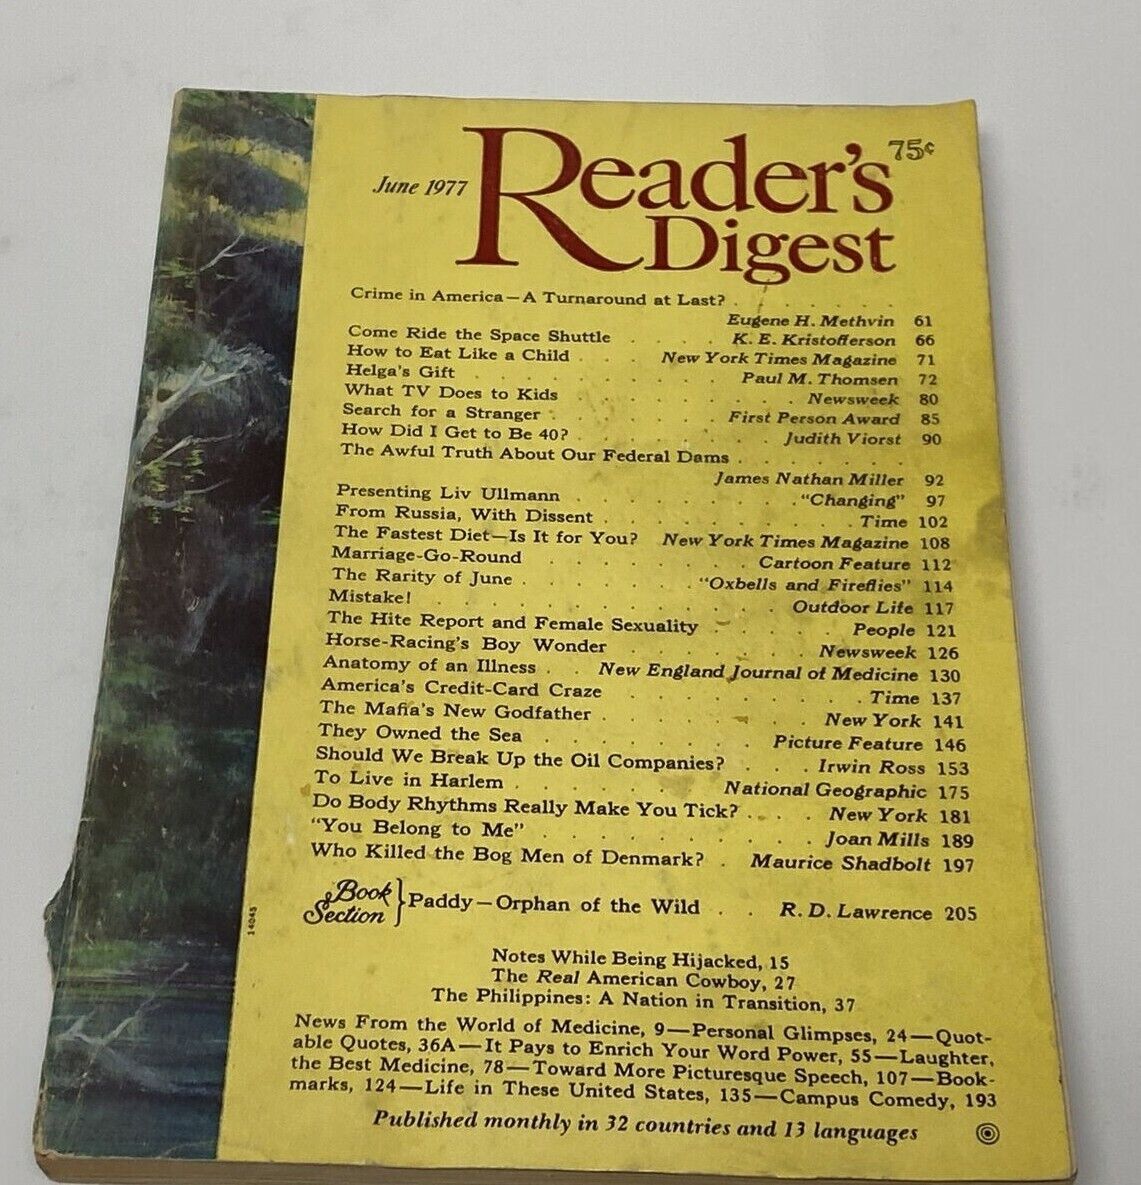 June 1977
Reader's
Digest
75¢
Crime in America—A Turnaround at Last? . . . . . . .
Eugene H. Methvin 61
Come Ride the Space Shuttle . . . . K. E. Kristofferson 66
How to Eat Like a Child . . . New York Times Magazine 71
Helga's Gift . . . . . . . . . . Paul M. Thomsen 72
What TV Does to Kids . . . . . . . . . Newsweek 80
Search for a Stranger . . . . . . . First Person Award 85
How Did I Get to Be 40? . . . . . . . . Judith Viorst 90
The Awful Truth About Our Federal Dams . . . . . . .
James Nathan Miller 92
Presenting Liv Ullmann . . . . . . . . . "Changing" 97
From Russia, With Dissent . . . . . . . . . . Time 102
The Fastest Diet—Is It for You? New York Times Magazine 108
Marriage-Go-Round . . . . . . . . Cartoon Feature 112
The Rarity of June . . . . . . . "Oxbells and Fireflies" 114
Mistake! . . . . . . . . . . . . . Outdoor Life 117
The Hite Report and Female Sexuality . . . . . People 121
Horse-Racing's Boy Wonder . . . . . . . Newsweek 126
Anatomy of an Illness . . New England Journal of Medicine 130
America's Credit-Card Craze . . . . . . . . . Time 137
The Mafia's New Godfather . . . . . . . . New York 141
They Owned the Sea . . . . . . . . Picture Feature 146
Should We Break Up the Oil Companies? . . . Irwin Ross 153
To Live in Harlem . . . . . . . National Geographic 175
Do Body Rhythms Really Make You Tick? . . . . New York 181
"You Belong to Me" . . . . . . . . . . . Joan Mills 189
Who Killed the Bog Men of Denmark? . Maurice Shadbolt 197
Book
Section } Paddy—Orphan of the Wild . . R. D. Lawrence 205
14045
Notes While Being Hijacked, 15
The Real American Cowboy, 27
The Philippines: A Nation in Transition, 37
News From the World of Medicine, 9—Personal Glimpses, 24—Quot-
able Quotes, 36A—It Pays to Enrich Your Word Power, 55—Laughter,
the Best Medicine, 78—Toward More Picturesque Speech, 107—Book-
marks, 124—Life in These United States, 135—Campus Comedy, 193
Published monthly in 32 countries and 13 languages